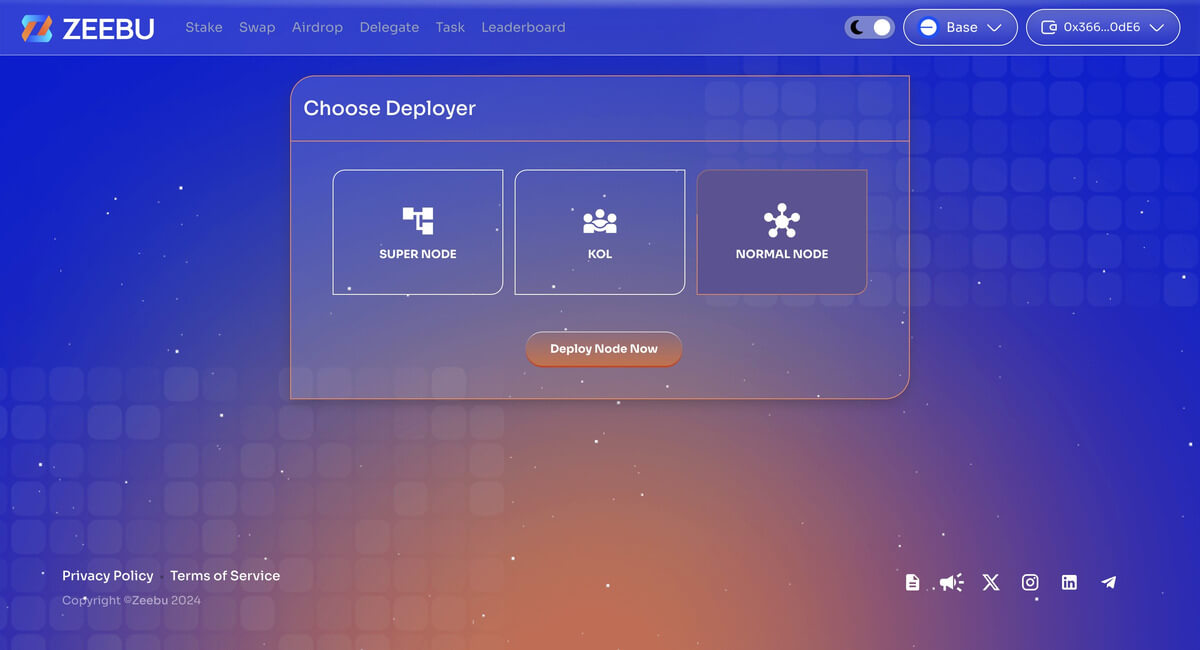 ZEEBU
Stake Swap Airdrop Delegate Task Leaderboard
Base
0x366...0dE6
Choose Deployer
SUPER NODE
KOL
NORMAL NODE
Deploy Node Now
Privacy Policy
Terms of Service
Copyright ©Zeebu 2024